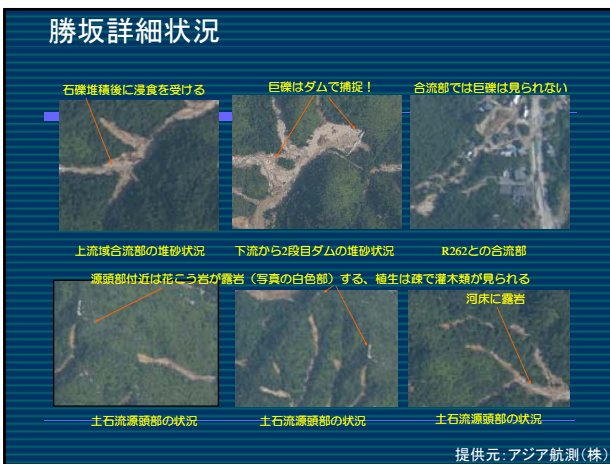 勝坂詳細状況
石礫堆積後に浸食を受ける
巨礫はダムで捕捉！
合流部では巨礫は見られない
上流域合流部の堆砂状況
下流から2段目ダムの堆砂状況
R262との合流部
源頭部付近は花こう岩が露岩（写真の白色部）する、植生は疎で灌木類が見られる
河床に露岩
土石流源頭部の状況
土石流源頭部の状況
土石流源頭部の状況
提供元：アジア航測（株）